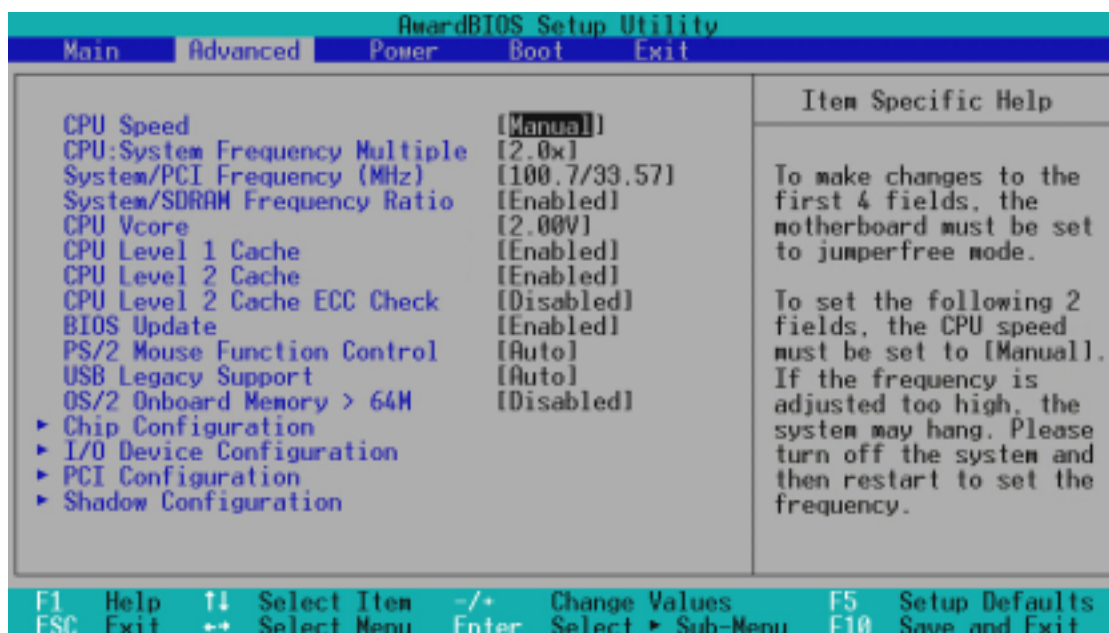 AwardBIOS Setup Utility
Main Advanced Power Boot Exit
CPU Speed [Manual]
CPU:System Frequency Multiple [2.0x]
System/PCI Frequency (MHz) [100.7/33.57]
System/SDRAM Frequency Ratio [Enabled]
CPU Vcore [2.00V]
CPU Level 1 Cache [Enabled]
CPU Level 2 Cache [Enabled]
CPU Level 2 Cache ECC Check [Disabled]
BIOS Update [Enabled]
PS/2 Mouse Function Control [Auto]
USB Legacy Support [Auto]
OS/2 Onboard Memory > 64M [Disabled]
► Chip Configuration
► I/O Device Configuration
► PCI Configuration
► Shadow Configuration
Item Specific Help
To make changes to the
first 4 fields, the
motherboard must be set
to jumperfree mode.
To set the following 2
fields, the CPU speed
must be set to [Manual].
If the frequency is
adjusted too high, the
system may hang. Please
turn off the system and
then restart to set the
frequency.
F1 Help ↑↓ Select Item -/+ Change Values F5 Setup Defaults
ESC Exit ←→ Select Menu Enter Select ► Sub-Menu F10 Save and Exit